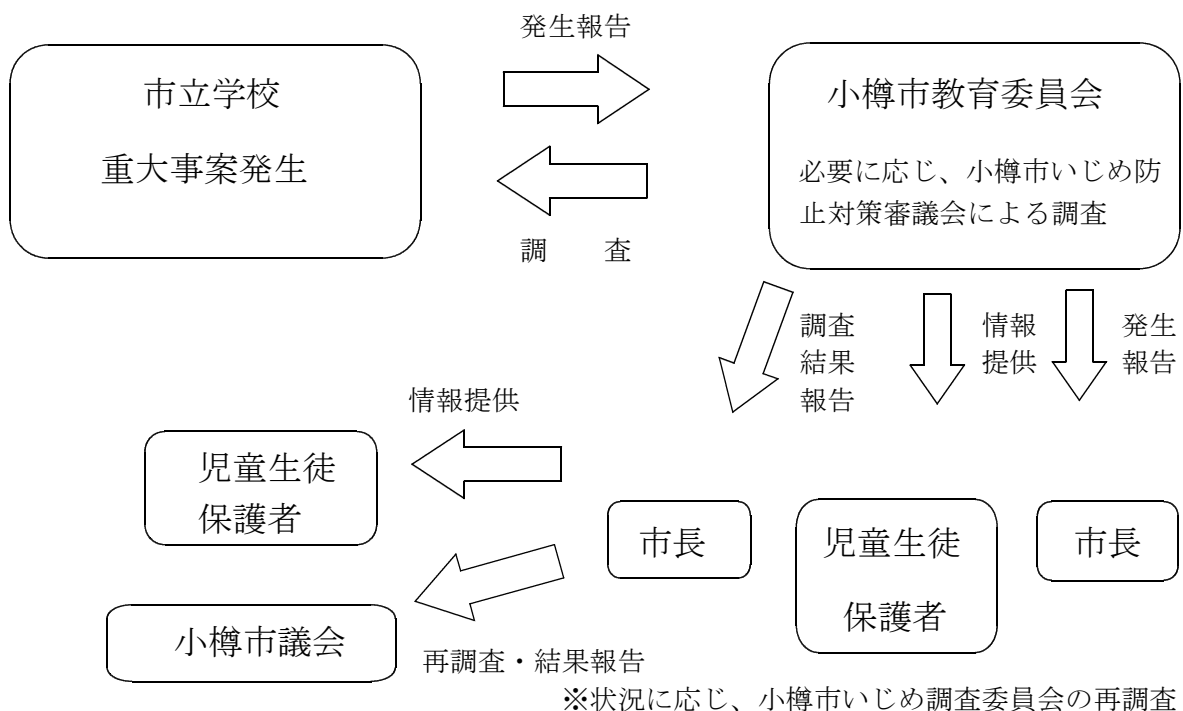 発生報告
市立学校
重大事案発生
小樽市教育委員会
必要に応じ、小樽市いじめ防
止対策審議会による調査
調　　査
調査
結果
報告
情報
提供
発生
報告
情報提供
児童生徒
保護者
市長
児童生徒
保護者
市長
小樽市議会
再調査・結果報告
※状況に応じ、小樽市いじめ調査委員会の再調査